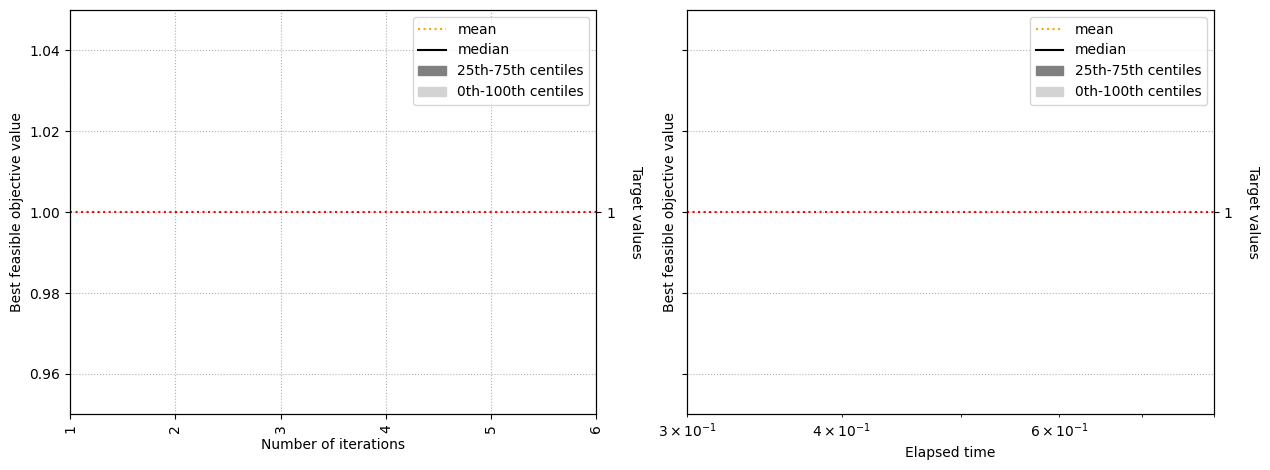 mean
median
25th-75th centiles
0th-100th centiles
1.04
1.02
1.00
0.98
0.96
Best feasible objective value
1
2
3
4
5
6
Number of iterations
1
Target values
mean
median
25th-75th centiles
0th-100th centiles
Best feasible objective value
3 × 10⁻¹
4 × 10⁻¹
6 × 10⁻¹
Elapsed time
1
Target values